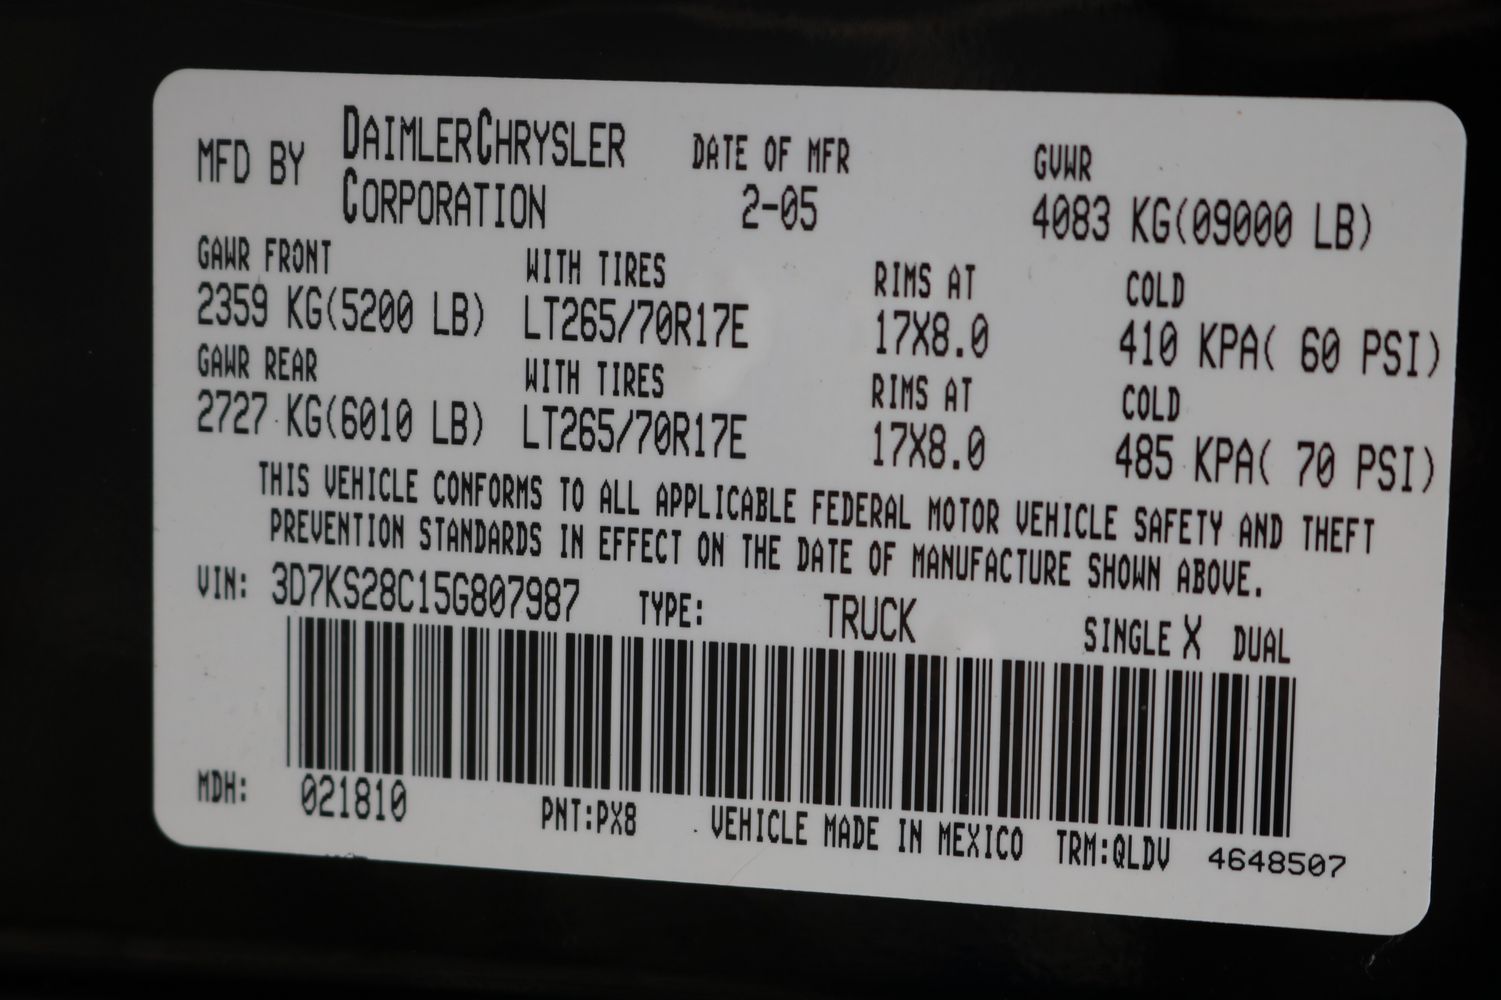 MFD BY DAIMLERCHRYSLER CORPORATION DATE OF MFR 2-05 GVWR 4083 KG(09000 LB)
GAWR FRONT WITH TIRES RIMS AT COLD
2359 KG(5200 LB) LT265/70R17E 17X8.0 410 KPA( 60 PSI)
GAWR REAR WITH TIRES RIMS AT COLD
2727 KG(6010 LB) LT265/70R17E 17X8.0 485 KPA( 70 PSI)
THIS VEHICLE CONFORMS TO ALL APPLICABLE FEDERAL MOTOR VEHICLE SAFETY AND THEFT
PREVENTION STANDARDS IN EFFECT ON THE DATE OF MANUFACTURE SHOWN ABOVE.
VIN: 3D7KS28C15G807987 TYPE: TRUCK SINGLE X DUAL
MDH: 021810 PNT:PX8 VEHICLE MADE IN MEXICO TRM:QLDV 4648507